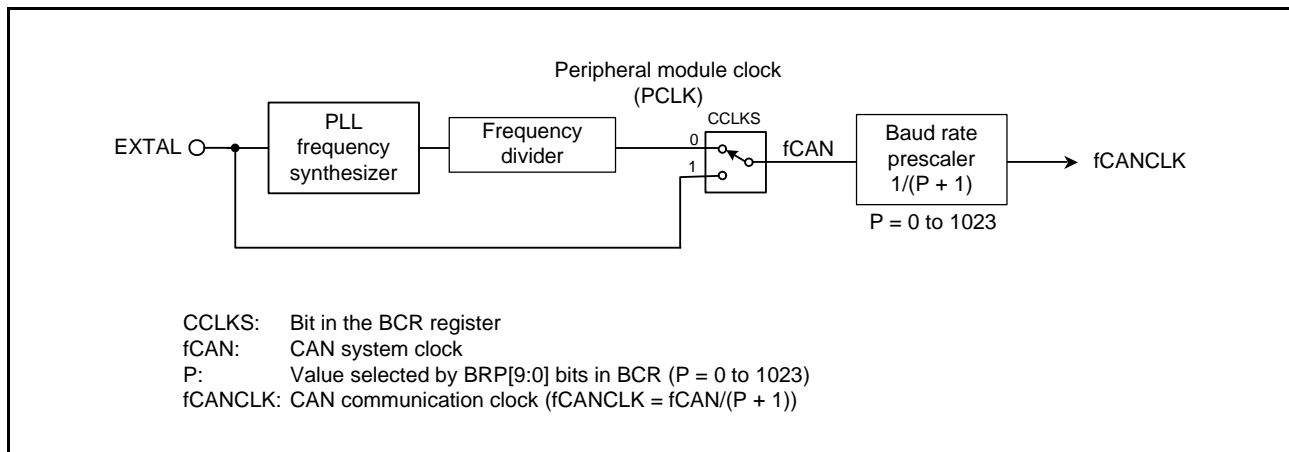 Peripheral module clock
(PCLK)
EXTAL
PLL
frequency
synthesizer
Frequency
divider
CCLKS
0
1
fCAN
Baud rate
prescaler
1/(P + 1)
fCANCLK
P = 0 to 1023
CCLKS: Bit in the BCR register
fCAN: CAN system clock
P: Value selected by BRP[9:0] bits in BCR (P = 0 to 1023)
fCANCLK: CAN communication clock (fCANCLK = fCAN/(P + 1))